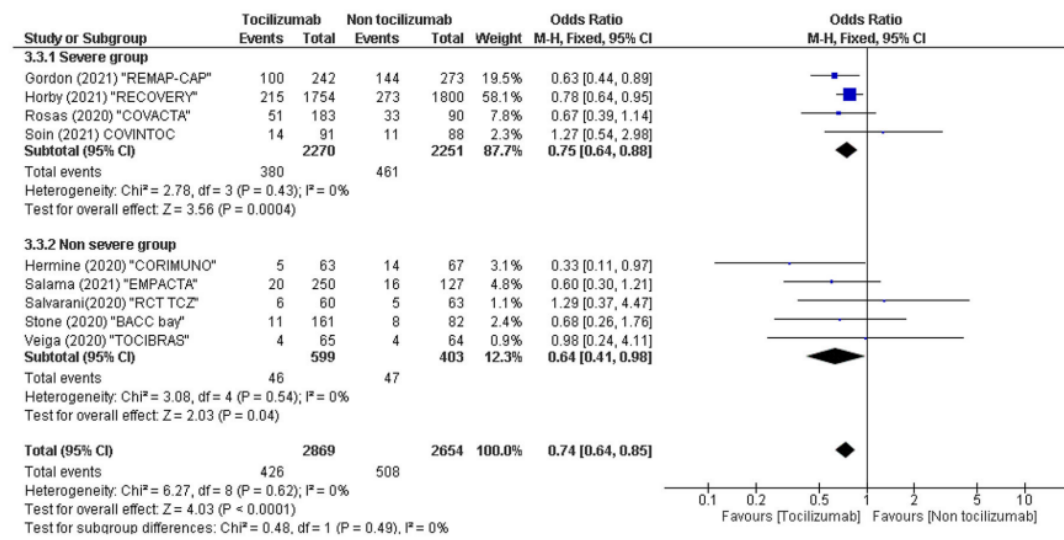 Tocilizumab Non tocilizumab Odds Ratio Odds Ratio
Study or Subgroup Events Total Events Total Weight M-H, Fixed, 95% CI M-H, Fixed, 95% CI
3.3.1 Severe group
Gordon (2021) "REMAP-CAP" 100 242 144 273 19.5% 0.63 [0.44, 0.89]
Horby (2021) "RECOVERY" 215 1754 273 1800 58.1% 0.78 [0.64, 0.95]
Rosas (2020) "COVACTA" 51 183 33 90 7.8% 0.67 [0.39, 1.14]
Soin (2021) COVINTOC 14 91 11 88 2.3% 1.27 [0.54, 2.98]
Subtotal (95% CI) 2270 2251 87.7% 0.75 [0.64, 0.88]
Total events 380 461
Heterogeneity: Chi² = 2.78, df = 3 (P = 0.43); I² = 0%
Test for overall effect: Z = 3.56 (P = 0.0004)
3.3.2 Non severe group
Hermine (2020) "CORIMUNO" 5 63 14 67 3.1% 0.33 [0.11, 0.97]
Salama (2021) "EMPACTA" 20 250 16 127 4.8% 0.60 [0.30, 1.21]
Salvarani(2020) "RCT TCZ" 6 60 5 63 1.1% 1.29 [0.37, 4.47]
Stone (2020) "BACC bay" 11 161 8 82 2.4% 0.68 [0.26, 1.76]
Veiga (2020) "TOCIBRAS" 4 65 4 64 0.9% 0.98 [0.24, 4.11]
Subtotal (95% CI) 599 403 12.3% 0.64 [0.41, 0.98]
Total events 46 47
Heterogeneity: Chi² = 3.08, df = 4 (P = 0.54); I² = 0%
Test for overall effect: Z = 2.03 (P = 0.04)
Total (95% CI) 2869 2654 100.0% 0.74 [0.64, 0.85]
Total events 426 508
Heterogeneity: Chi² = 6.27, df = 8 (P = 0.62); I² = 0%
Test for overall effect: Z = 4.03 (P < 0.0001)
Test for subgroup differences: Chi² = 0.48, df = 1 (P = 0.49), I² = 0%
0.1 0.2 0.5 1 2 5 10
Favours [Tocilizumab] Favours [Non tocilizumab]